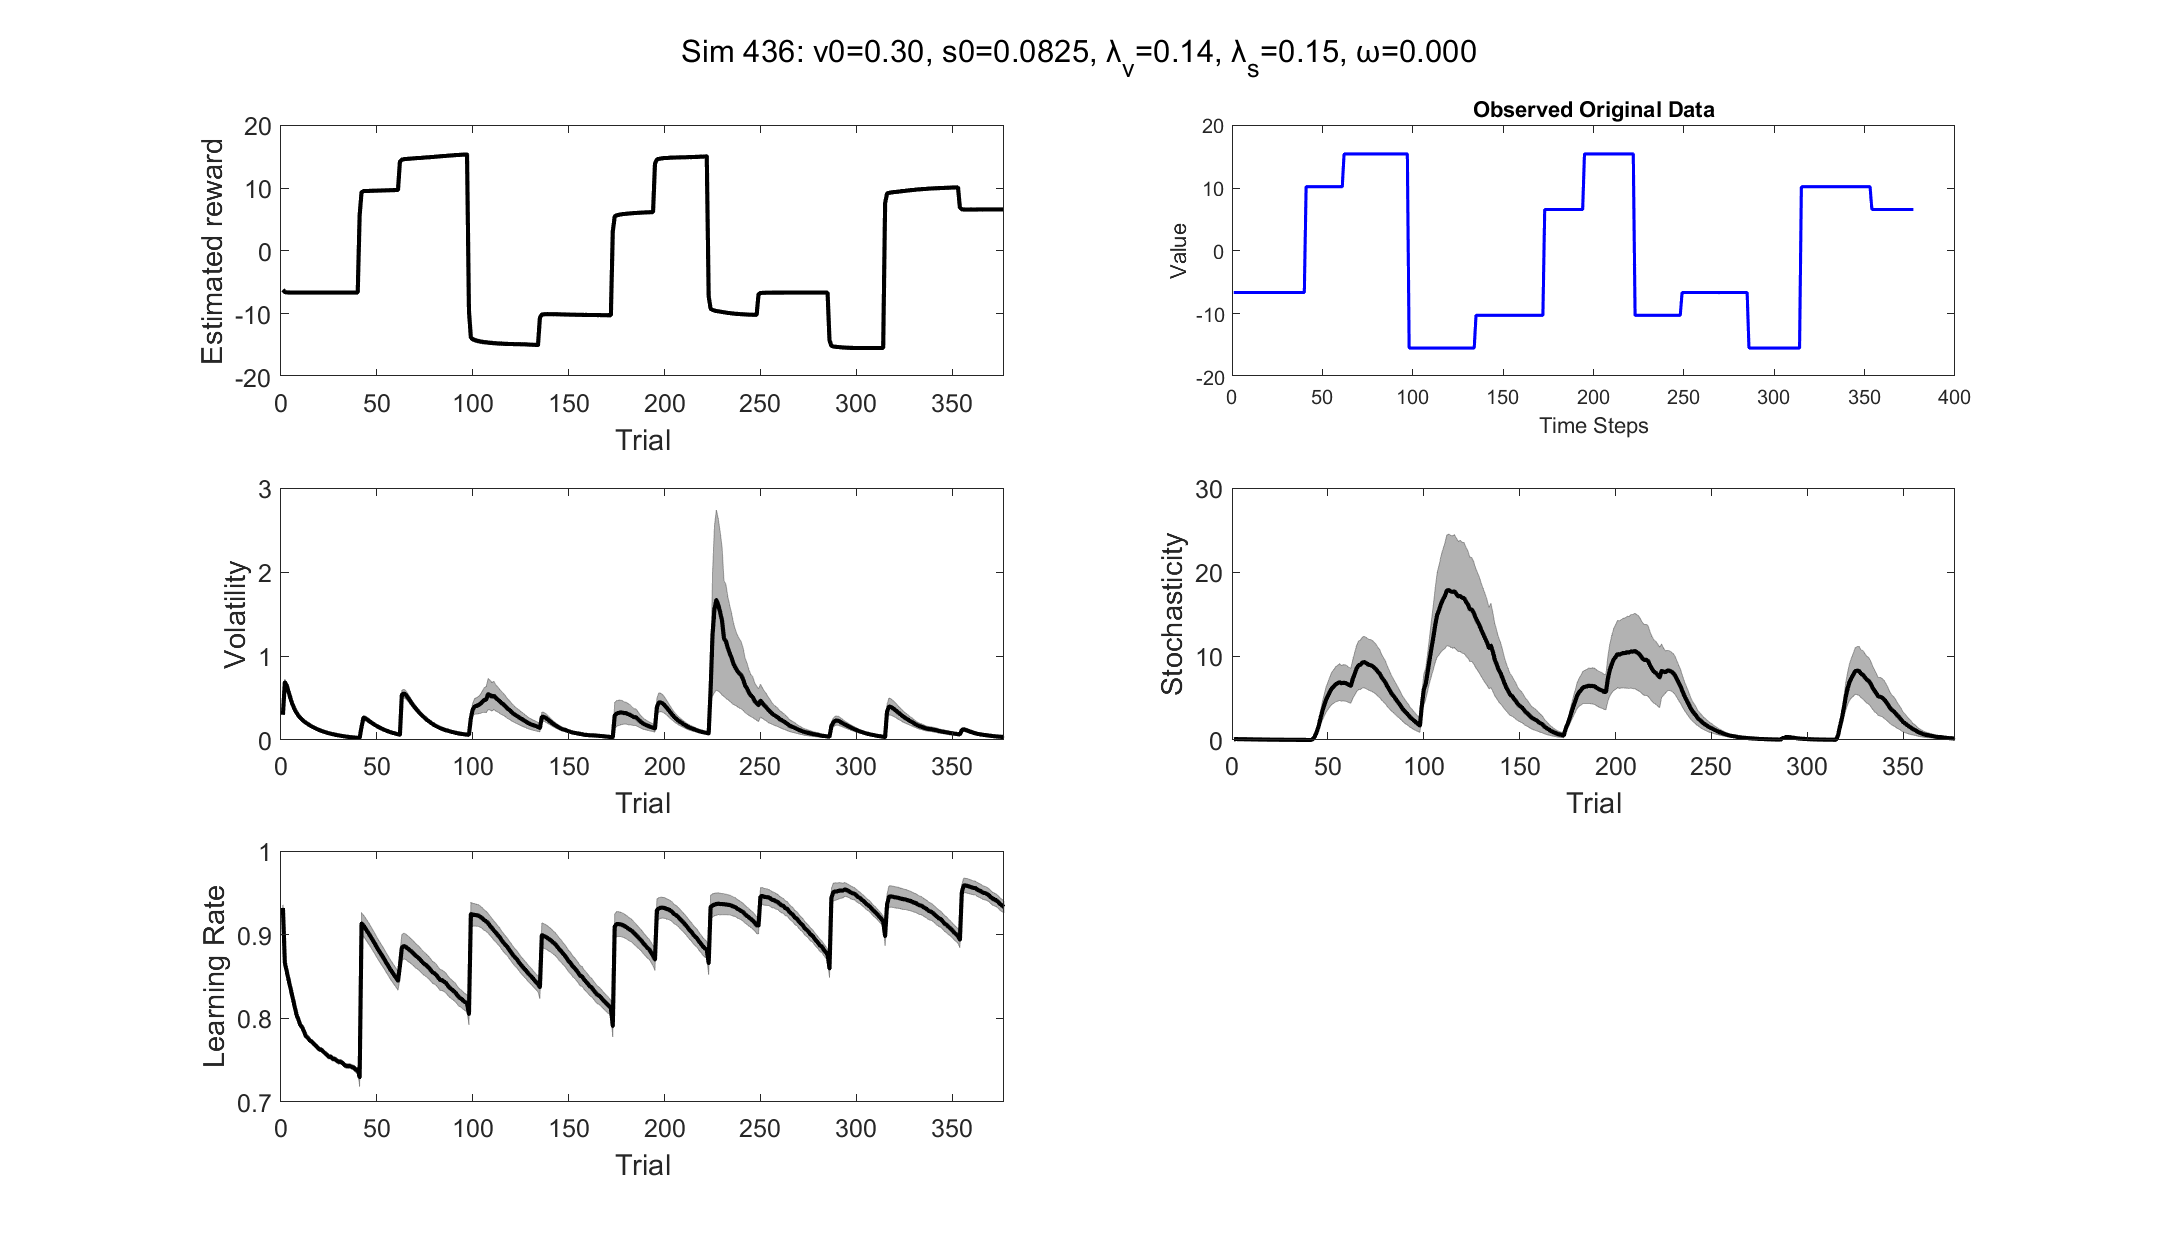 Sim 436: v0=0.30, s0=0.0825, λv=0.14, λs=0.15, ω=0.000
Estimated reward
20
10
0
-10
-20
0 50 100 150 200 250 300 350
Trial
Observed Original Data
Value
20
10
0
-10
-20
0 50 100 150 200 250 300 350 400
Time Steps
Volatility
3
2
1
0
0 50 100 150 200 250 300 350
Trial
Stochasticity
30
20
10
0
0 50 100 150 200 250 300 350
Trial
Learning Rate
1
0.9
0.8
0.7
0 50 100 150 200 250 300 350
Trial